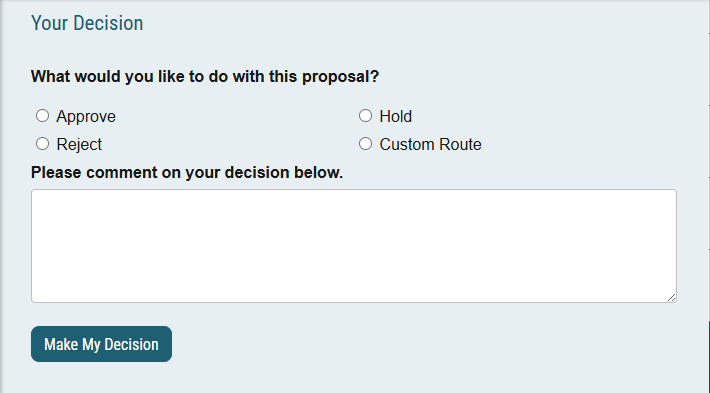 Your Decision
What would you like to do with this proposal?
Approve
Hold
Reject
Custom Route
Please comment on your decision below.
Make My Decision